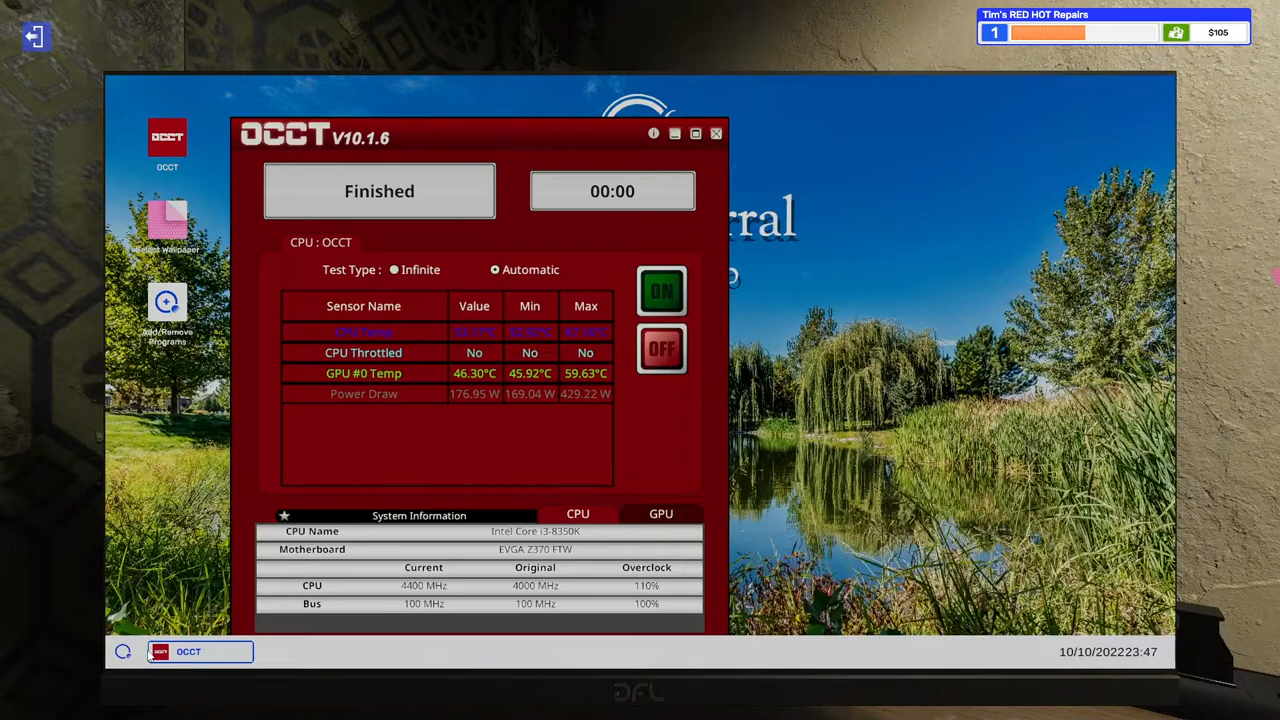 Tim's RED HOT Repairs
1
$105
OCCT
OCCT V10.1.6
Finished
00:00
rral
Select Wallpaper
CPU : OCCT
Test Type : Infinite Automatic
ON
Sensor Name Value Min Max
Add/Remove Programs
CPU Temp
CPU Throttled No No No
OFF
GPU #0 Temp 46.30°C 45.92°C 59.63°C
Power Draw 176.95 W 169.04 W 429.22 W
System Information CPU GPU
CPU Name Intel Core i3-8350K
Motherboard EVGA Z370 FTW
Current Original Overclock
CPU 4400 MHz 4000 MHz 110%
Bus 100 MHz 100 MHz 100%
OCCT
10/10/202223:47
DFL